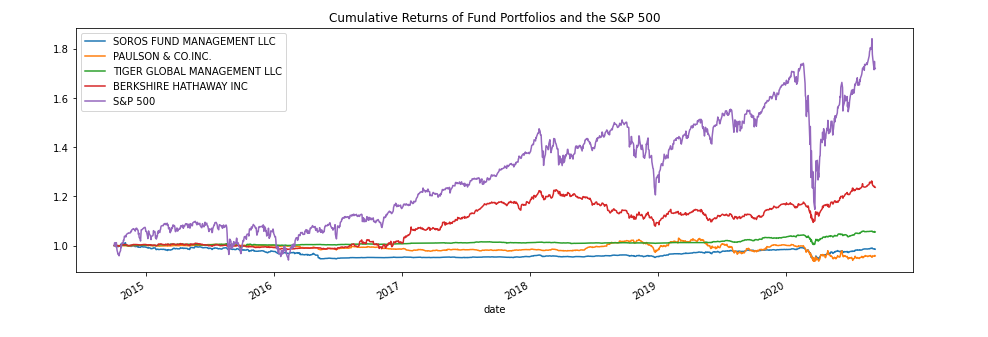 Cumulative Returns of Fund Portfolios and the S&P 500
SOROS FUND MANAGEMENT LLC
PAULSON & CO.INC.
TIGER GLOBAL MANAGEMENT LLC
BERKSHIRE HATHAWAY INC
S&P 500
1.8
1.6
1.4
1.2
1.0
2015
2016
2017
2018
2019
2020
date